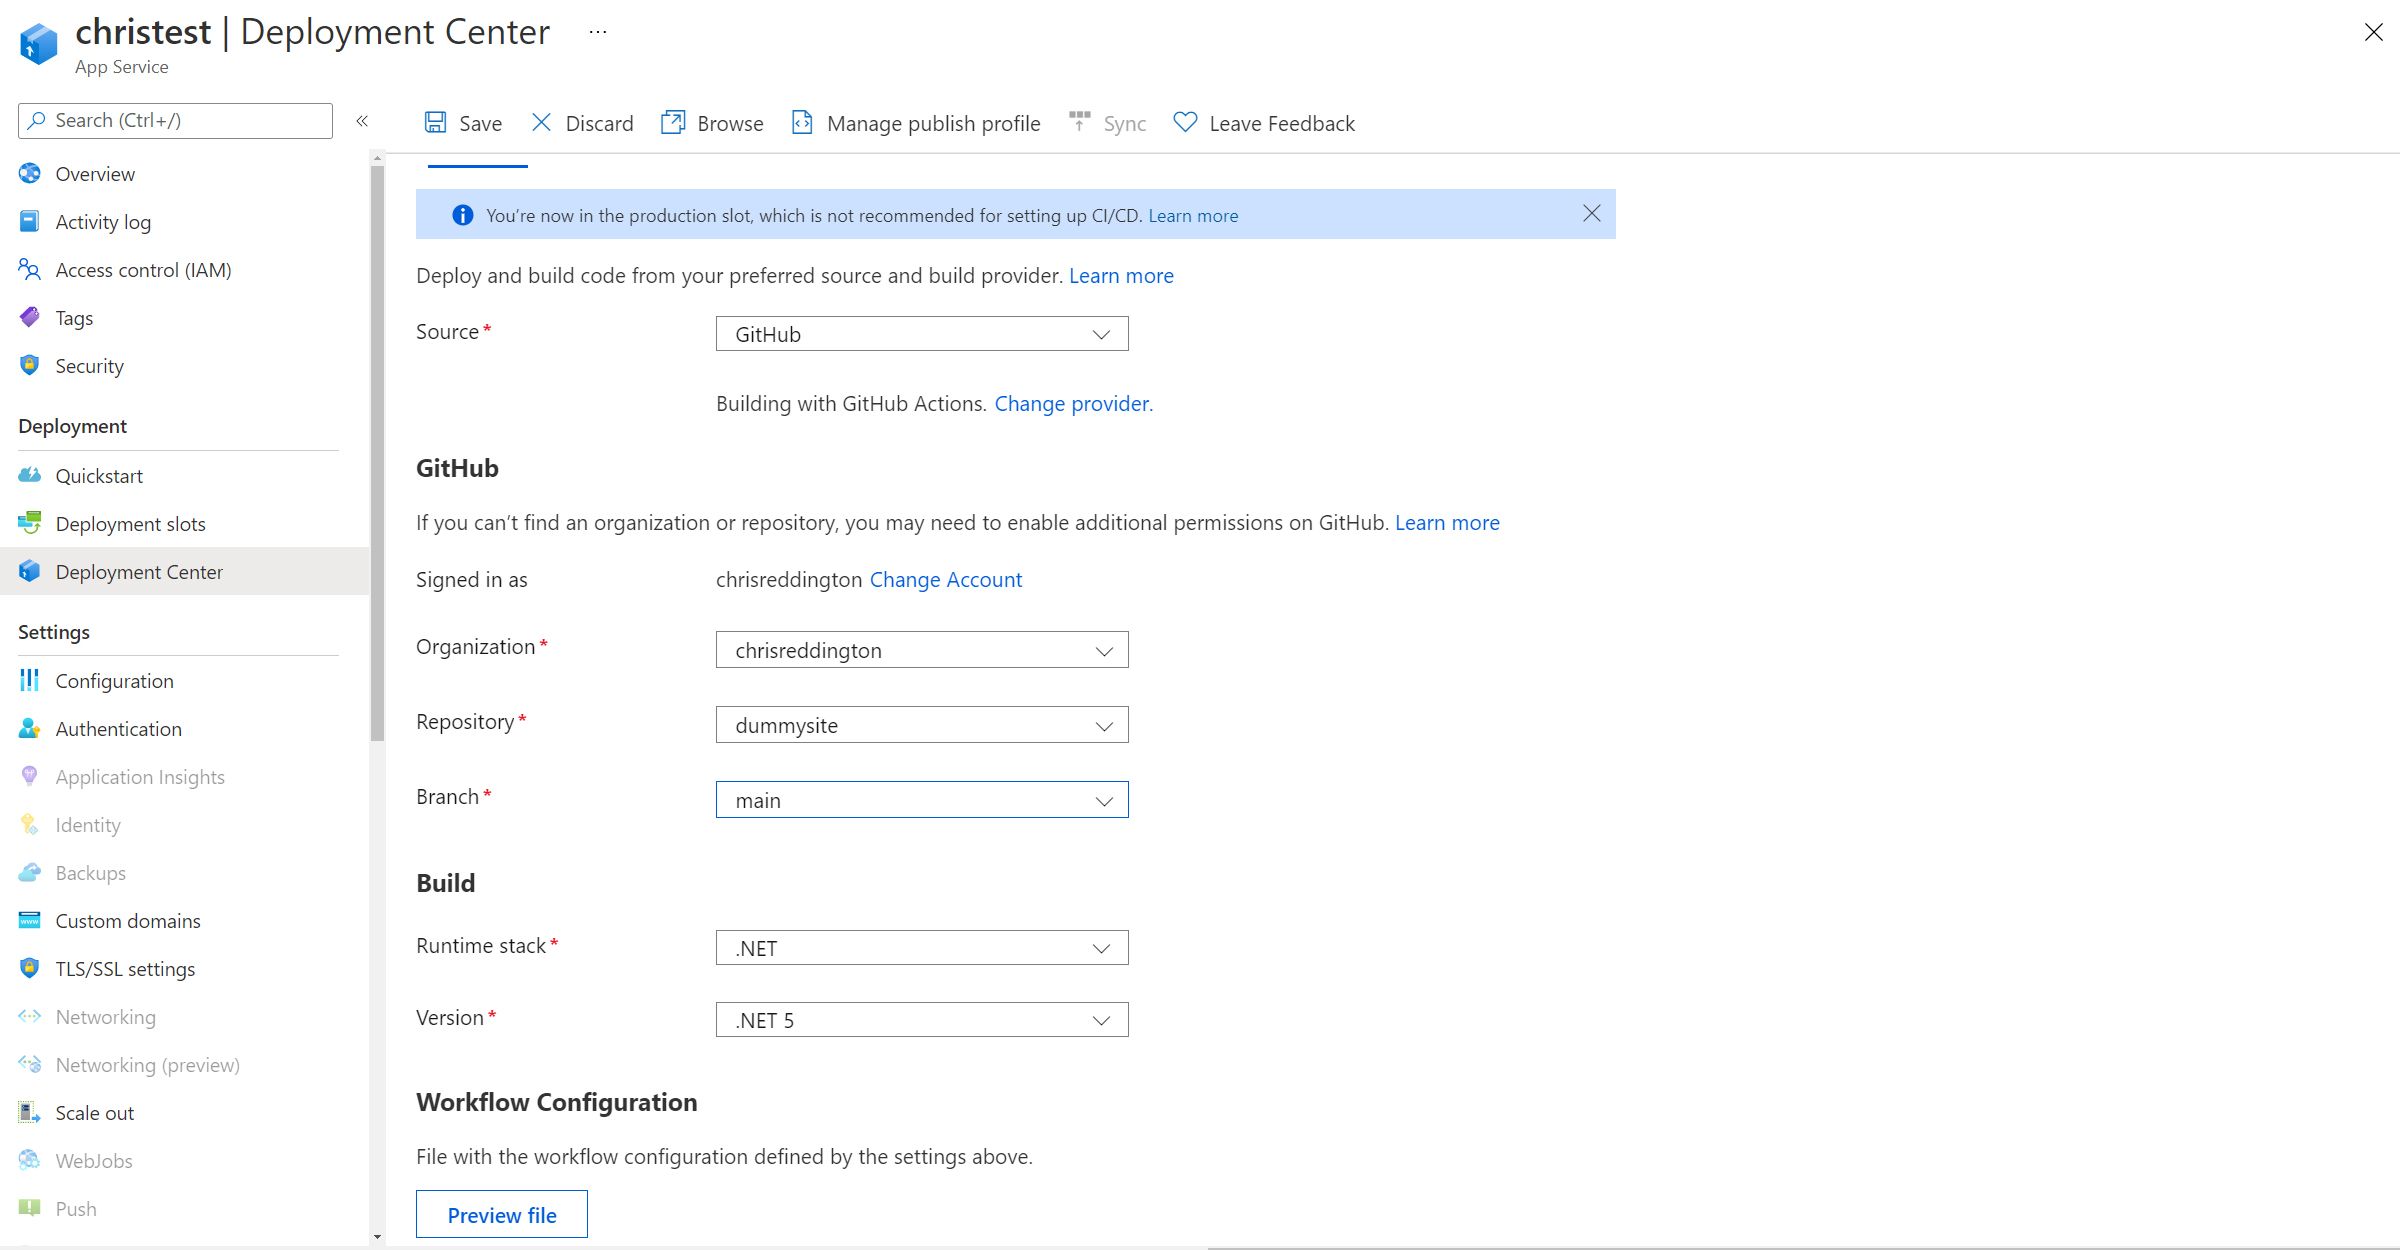 christest | Deployment Center ...
App Service
Search (Ctrl+/)
«
Save
Discard
Browse
Manage publish profile
Sync
Leave Feedback
Overview
Activity log
Access control (IAM)
Tags
Security
Deployment
Quickstart
Deployment slots
Deployment Center
Settings
Configuration
Authentication
Application Insights
Identity
Backups
Custom domains
TLS/SSL settings
Networking
Networking (preview)
Scale out
WebJobs
Push
You're now in the production slot, which is not recommended for setting up CI/CD. Learn more
Deploy and build code from your preferred source and build provider. Learn more
Source *
GitHub
Building with GitHub Actions. Change provider.
GitHub
If you can't find an organization or repository, you may need to enable additional permissions on GitHub. Learn more
Signed in as
chrisreddington Change Account
Organization *
chrisreddington
Repository *
dummysite
Branch *
main
Build
Runtime stack *
.NET
Version *
.NET 5
Workflow Configuration
File with the workflow configuration defined by the settings above.
Preview file